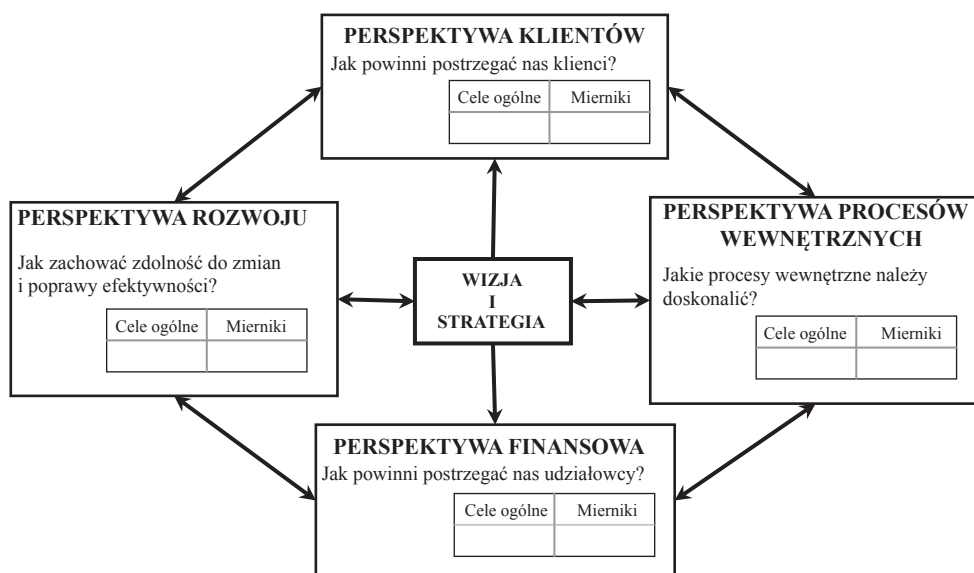 PERSPEKTYWA KLIENTÓW
Jak powinni postrzegać nas klienci?
Cele ogólne Mierniki
PERSPEKTYWA ROZWOJU
Jak zachować zdolność do zmian
i poprawy efektywności?
Cele ogólne Mierniki
WIZJA
I
STRATEGIA
PERSPEKTYWA PROCESÓW
WEWNĘTRZNYCH
Jakie procesy wewnętrzne należy
doskonalić?
Cele ogólne Mierniki
PERSPEKTYWA FINANSOWA
Jak powinni postrzegać nas udziałowcy?
Cele ogólne Mierniki